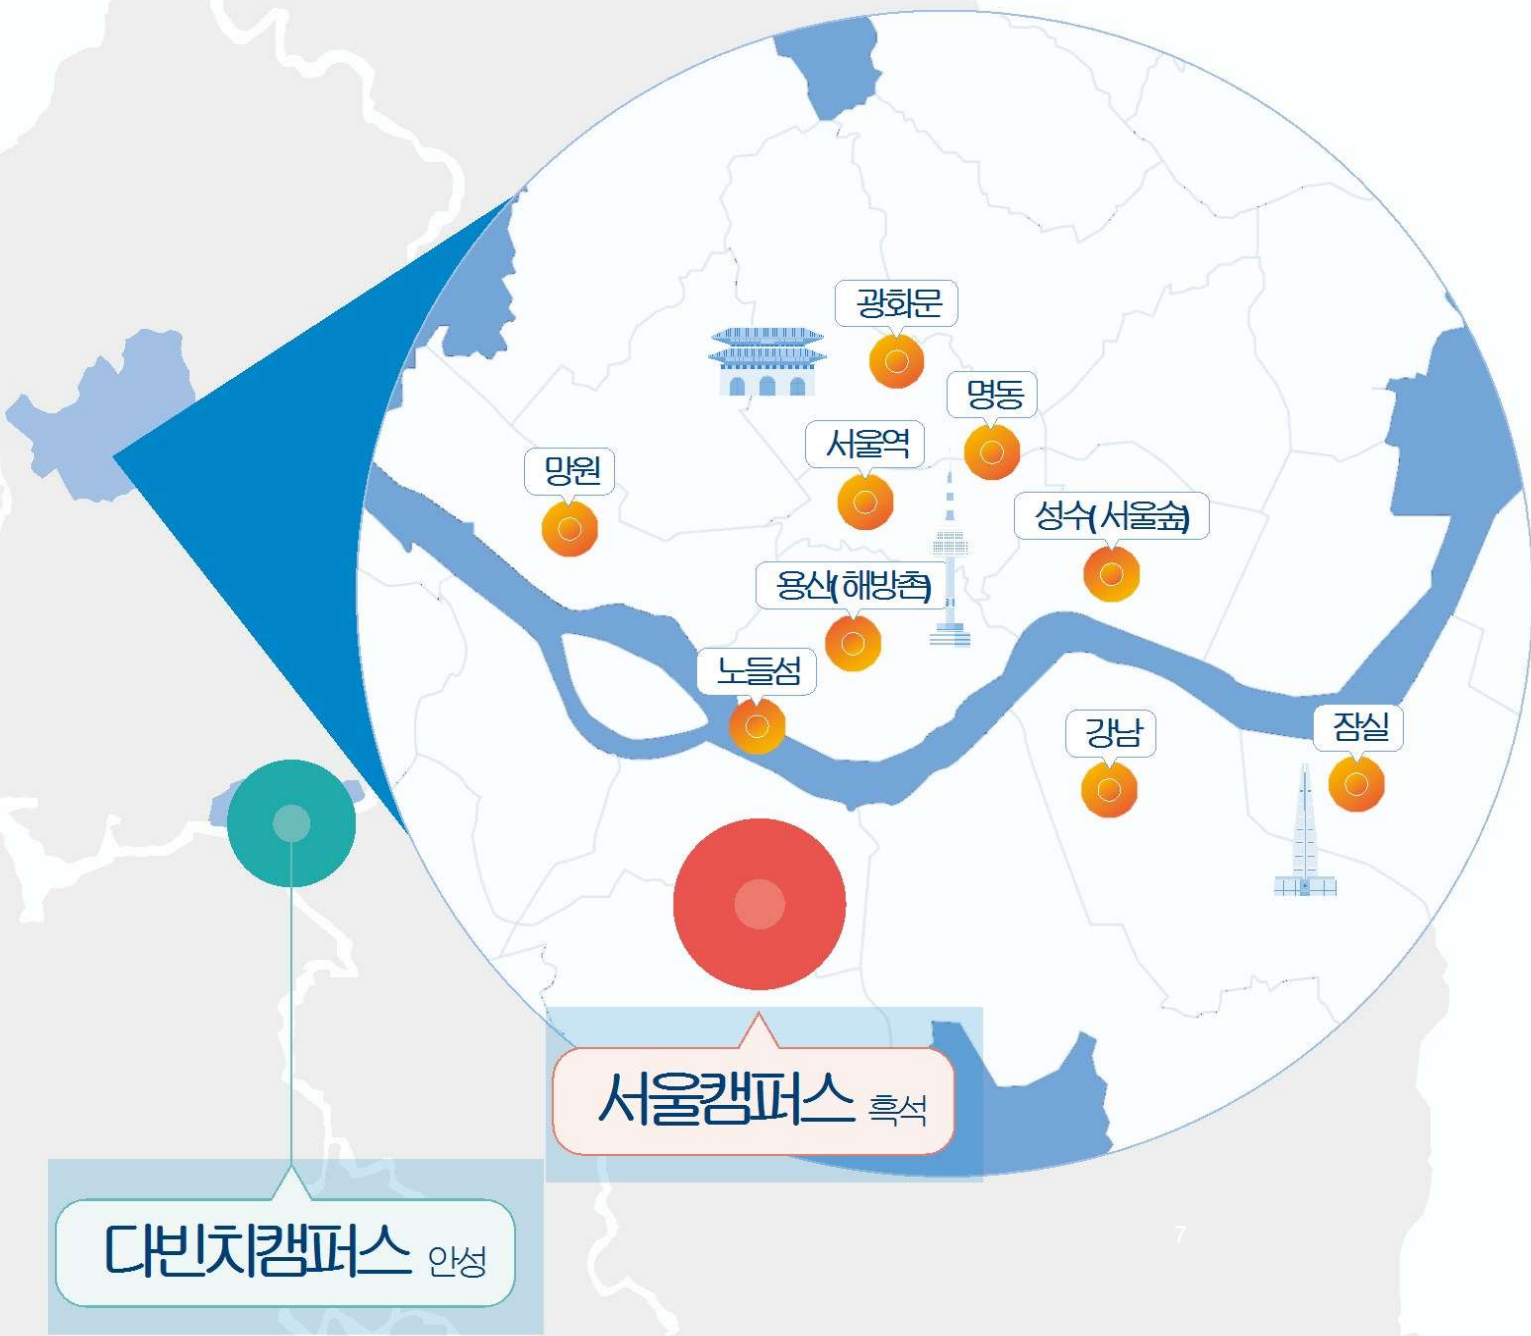 광화문
명동
서울역
망원
성수(서울숲)
용산(해방촌)
노들섬
강남
잠실
서울캠퍼스 흑석
다빈치캠퍼스 안성
7